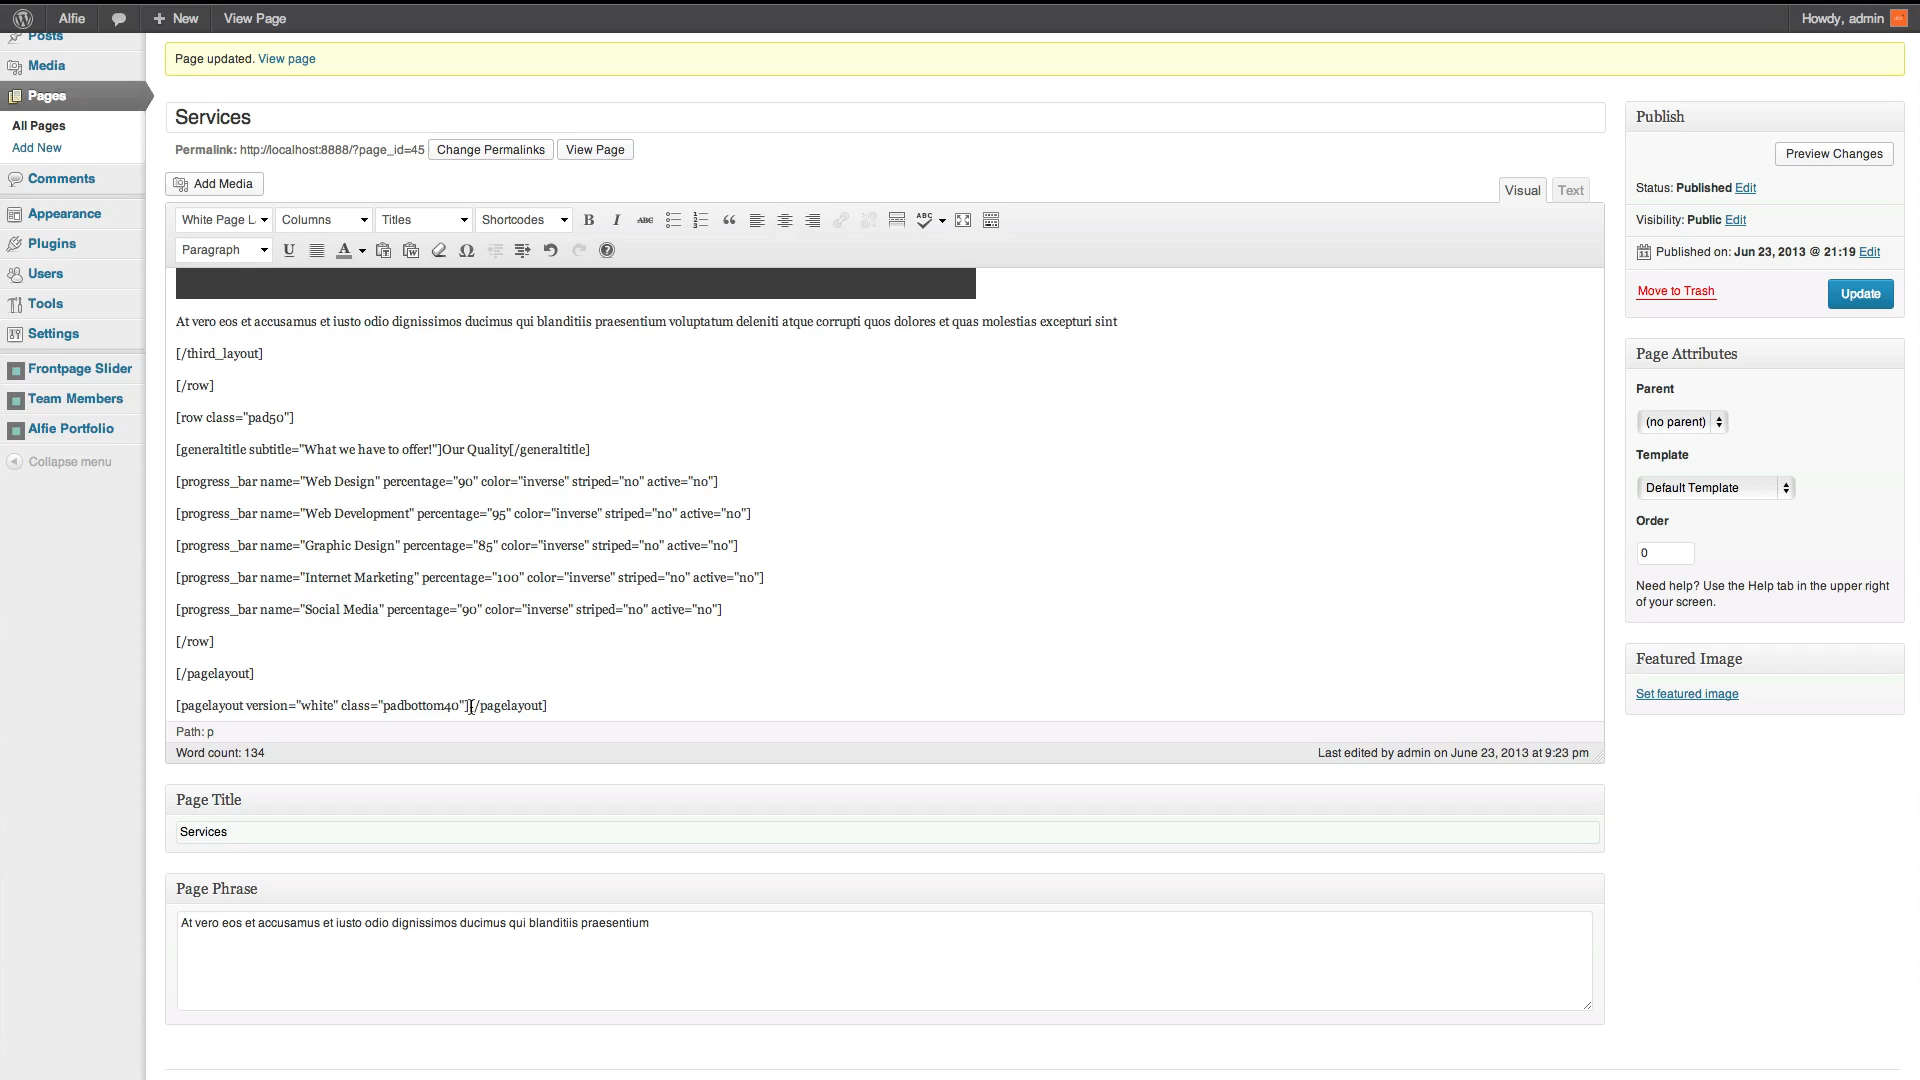 Alfie
New
View Page
Howdy, admin
Posts
Media
Pages
All Pages
Add New
Comments
Appearance
Plugins
Users
Tools
Settings
Frontpage Slider
Team Members
Alfie Portfolio
Collapse menu
Page updated. View page
Services
Permalink: http://localhost:8888/?page_id=45 Change Permalinks View Page
Add Media
Visual Text
White Page L Columns Titles Shortcodes B I ABC ABC
Paragraph U A
At vero eos et accusamus et iusto odio dignissimos ducimus qui blanditiis praesentium voluptatum deleniti atque corrupti quos dolores et quas molestias excepturi sint
[/third_layout]
[/row]
[row class="pad50"]
[generaltitle subtitle="What we have to offer!"]Our Quality[/generaltitle]
[progress_bar name="Web Design" percentage="90" color="inverse" striped="no" active="no"]
[progress_bar name="Web Development" percentage="95" color="inverse" striped="no" active="no"]
[progress_bar name="Graphic Design" percentage="85" color="inverse" striped="no" active="no"]
[progress_bar name="Internet Marketing" percentage="100" color="inverse" striped="no" active="no"]
[progress_bar name="Social Media" percentage="90" color="inverse" striped="no" active="no"]
[/row]
[/pagelayout]
[pagelayout version="white" class="padbottom40"][/pagelayout]
Path: p
Word count: 134
Last edited by admin on June 23, 2013 at 9:23 pm
Page Title
Services
Page Phrase
At vero eos et accusamus et iusto odio dignissimos ducimus qui blanditiis praesentium
Publish
Preview Changes
Status: Published Edit
Visibility: Public Edit
11 Published on: Jun 23, 2013 @ 21:19 Edit
Move to Trash
Update
Page Attributes
Parent
(no parent)
Template
Default Template
Order
0
Need help? Use the Help tab in the upper right
of your screen.
Featured Image
Set featured image